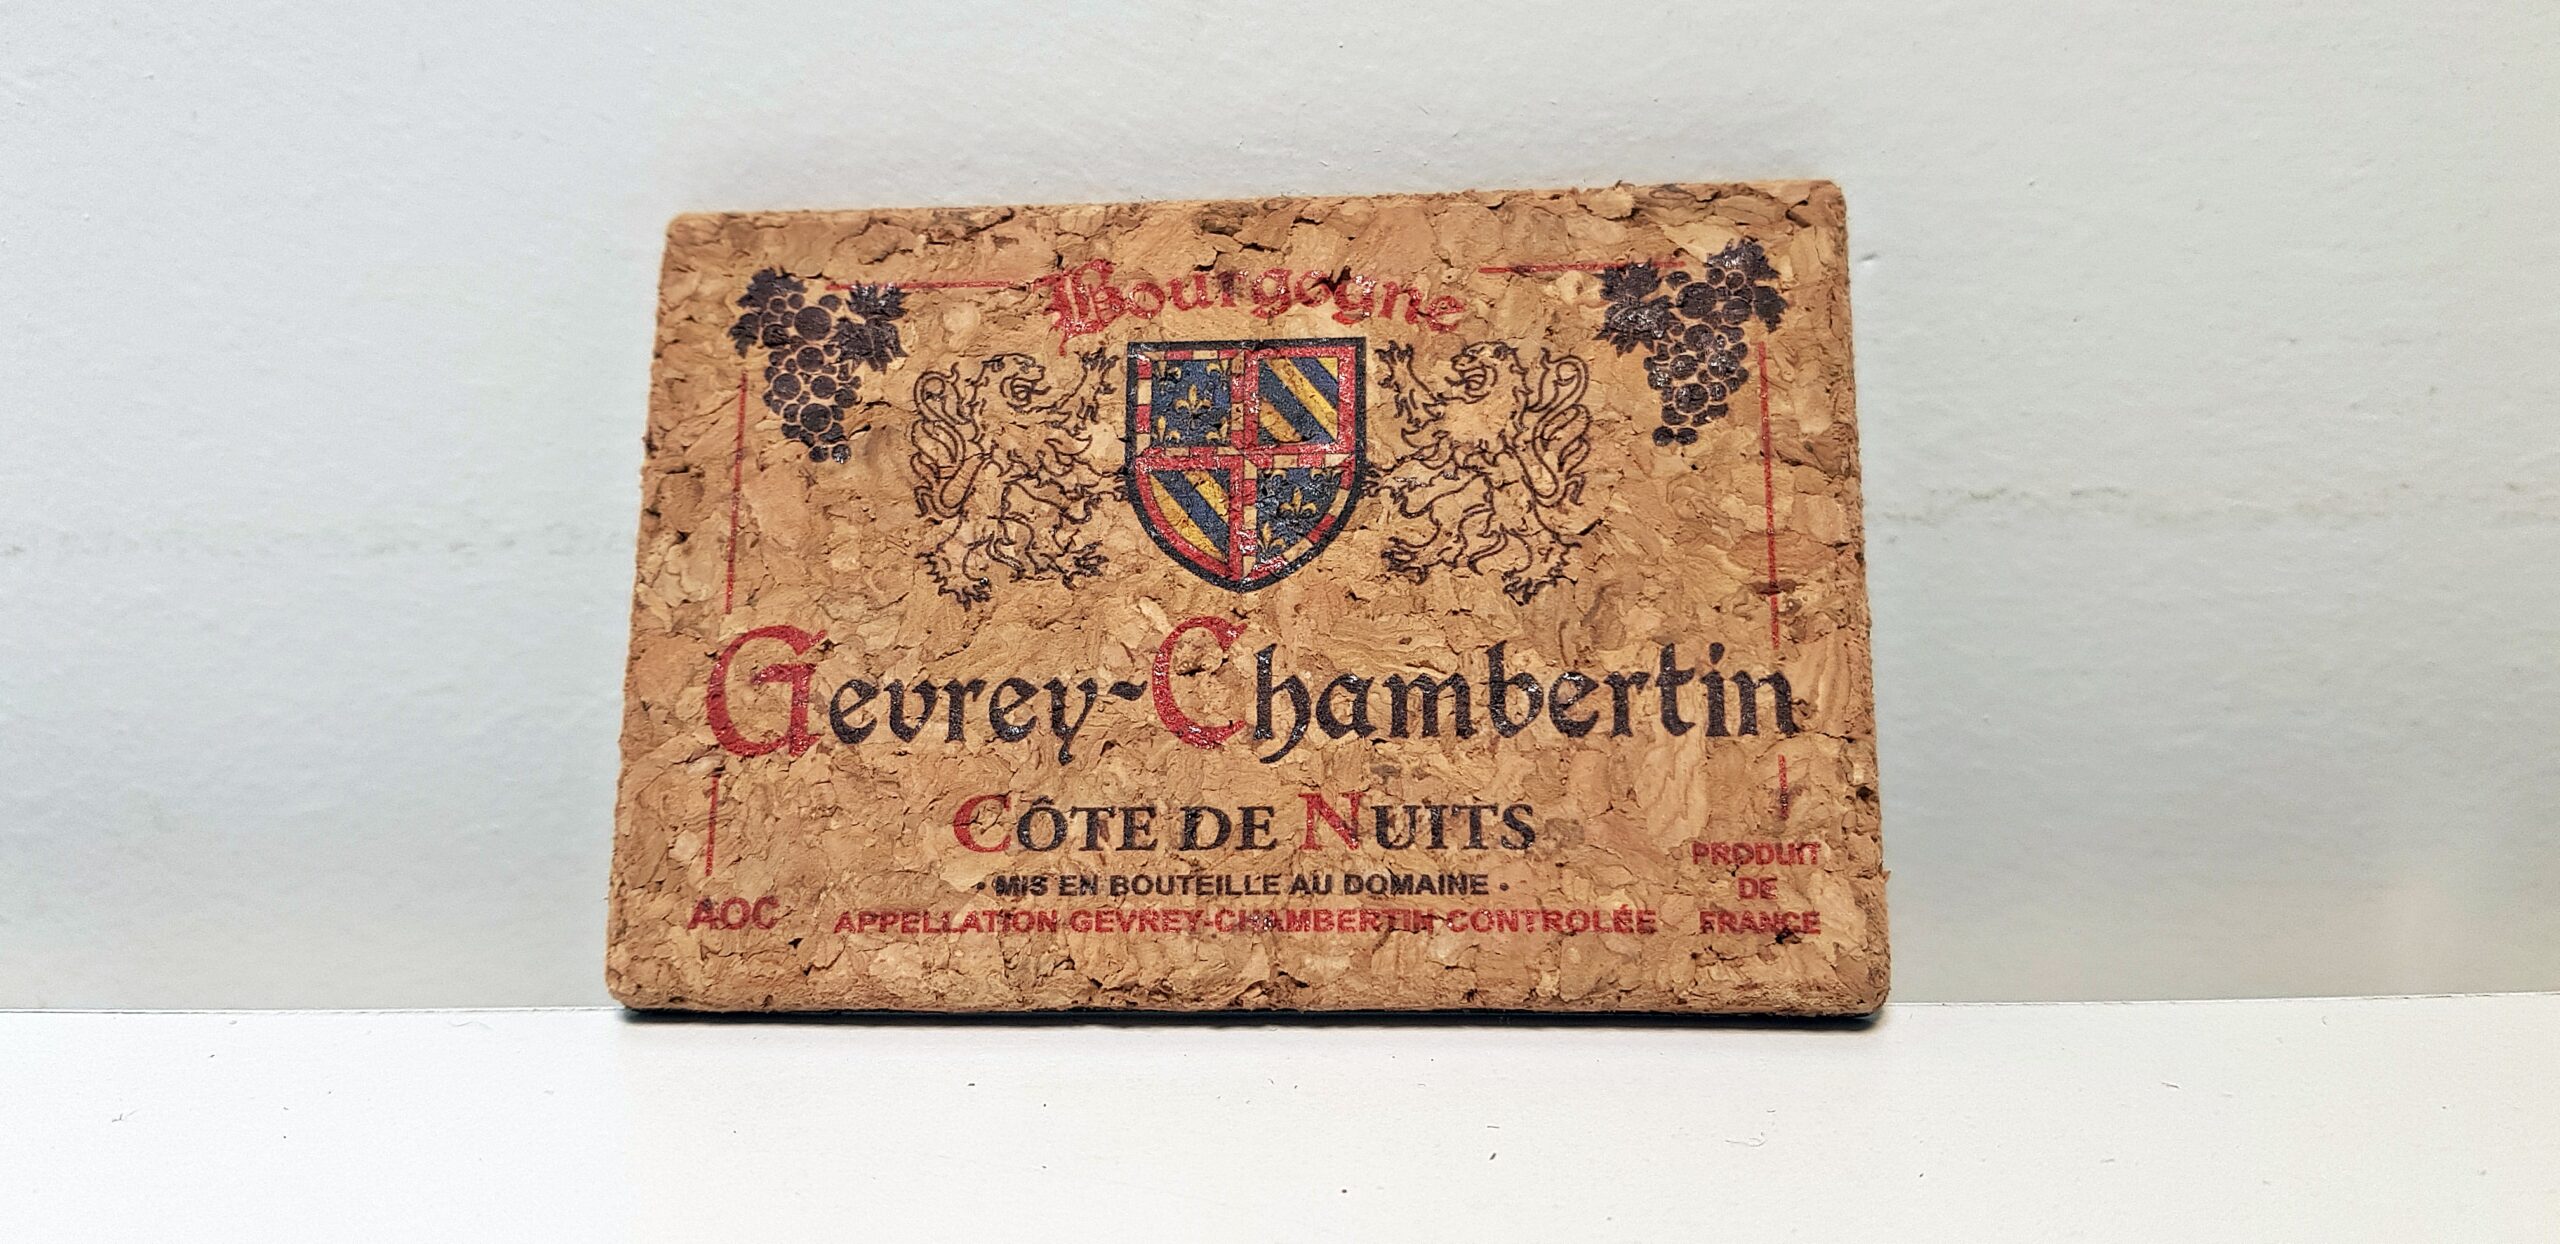 Bourgogne
Gevrey-Chambertin
CÔTE DE NUITS
• MIS EN BOUTEILLE AU DOMAINE •
AOC
APPELLATION GEVREY-CHAMBERTIN CONTROLÉE
PRODUIT
DE
FRANCE